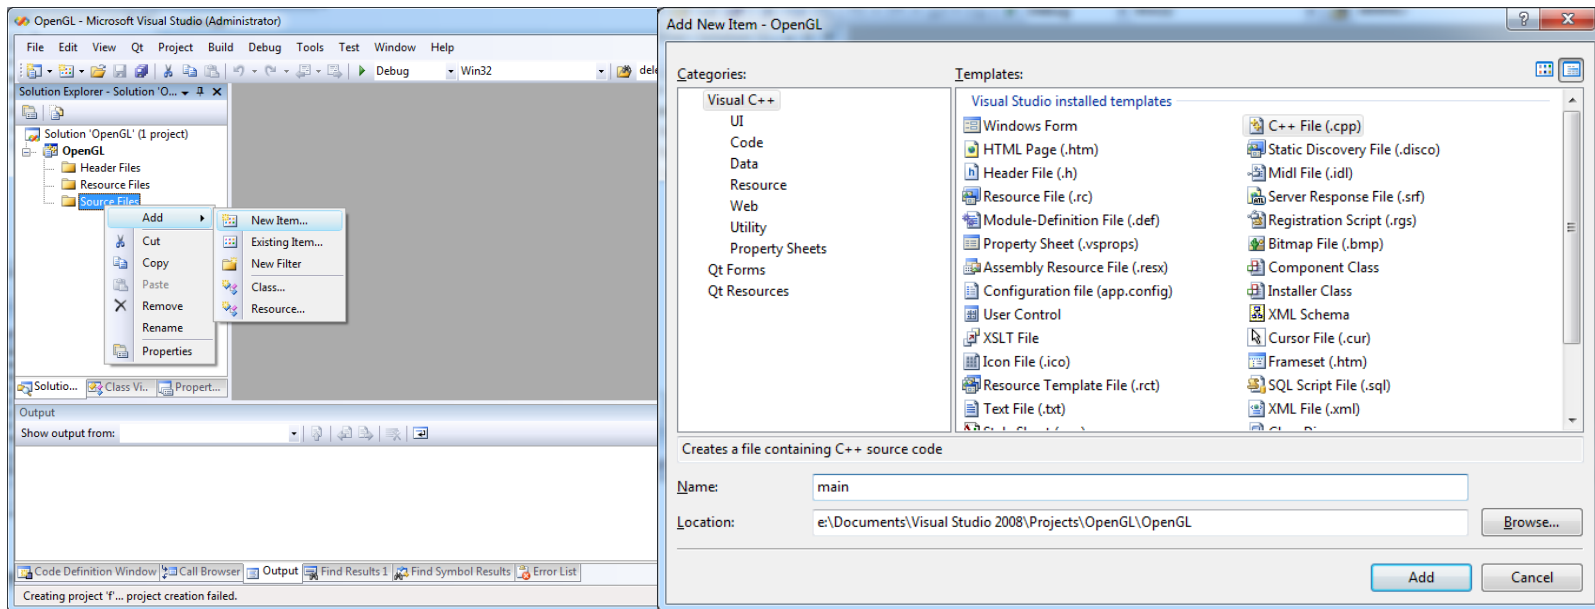 OpenGL - Microsoft Visual Studio (Administrator)
File Edit View Qt Project Build Debug Tools Test Window Help
Debug Win32 dele
Solution Explorer - Solution 'O...
Solution 'OpenGL' (1 project)
OpenGL
Header Files
Resource Files
Source Files
Add
Cut
Copy
Paste
Remove
Rename
Properties
New Item...
Existing Item...
New Filter
Class...
Resource...
Solutio... Class Vi... Propert...
Output
Show output from:
Code Definition Window Call Browser Output Find Results 1 Find Symbol Results Error List
Creating project 'f'... project creation failed.
Add New Item - OpenGL
Categories:
Visual C++
UI
Code
Data
Resource
Web
Utility
Property Sheets
Qt Forms
Qt Resources
Templates:
Visual Studio installed templates
Windows Form
HTML Page (.htm)
Header File (.h)
Resource File (.rc)
Module-Definition File (.def)
Property Sheet (.vsprops)
Assembly Resource File (.resx)
Configuration file (app.config)
User Control
XSLT File
Icon File (.ico)
Resource Template File (.rct)
Text File (.txt)
C++ File (.cpp)
Static Discovery File (.disco)
Midl File (.idl)
Server Response File (.srf)
Registration Script (.rgs)
Bitmap File (.bmp)
Component Class
Installer Class
XML Schema
Cursor File (.cur)
Frameset (.htm)
SQL Script File (.sql)
XML File (.xml)
Creates a file containing C++ source code
Name: main
Location: e:\Documents\Visual Studio 2008\Projects\OpenGL\OpenGL
Browse...
Add Cancel